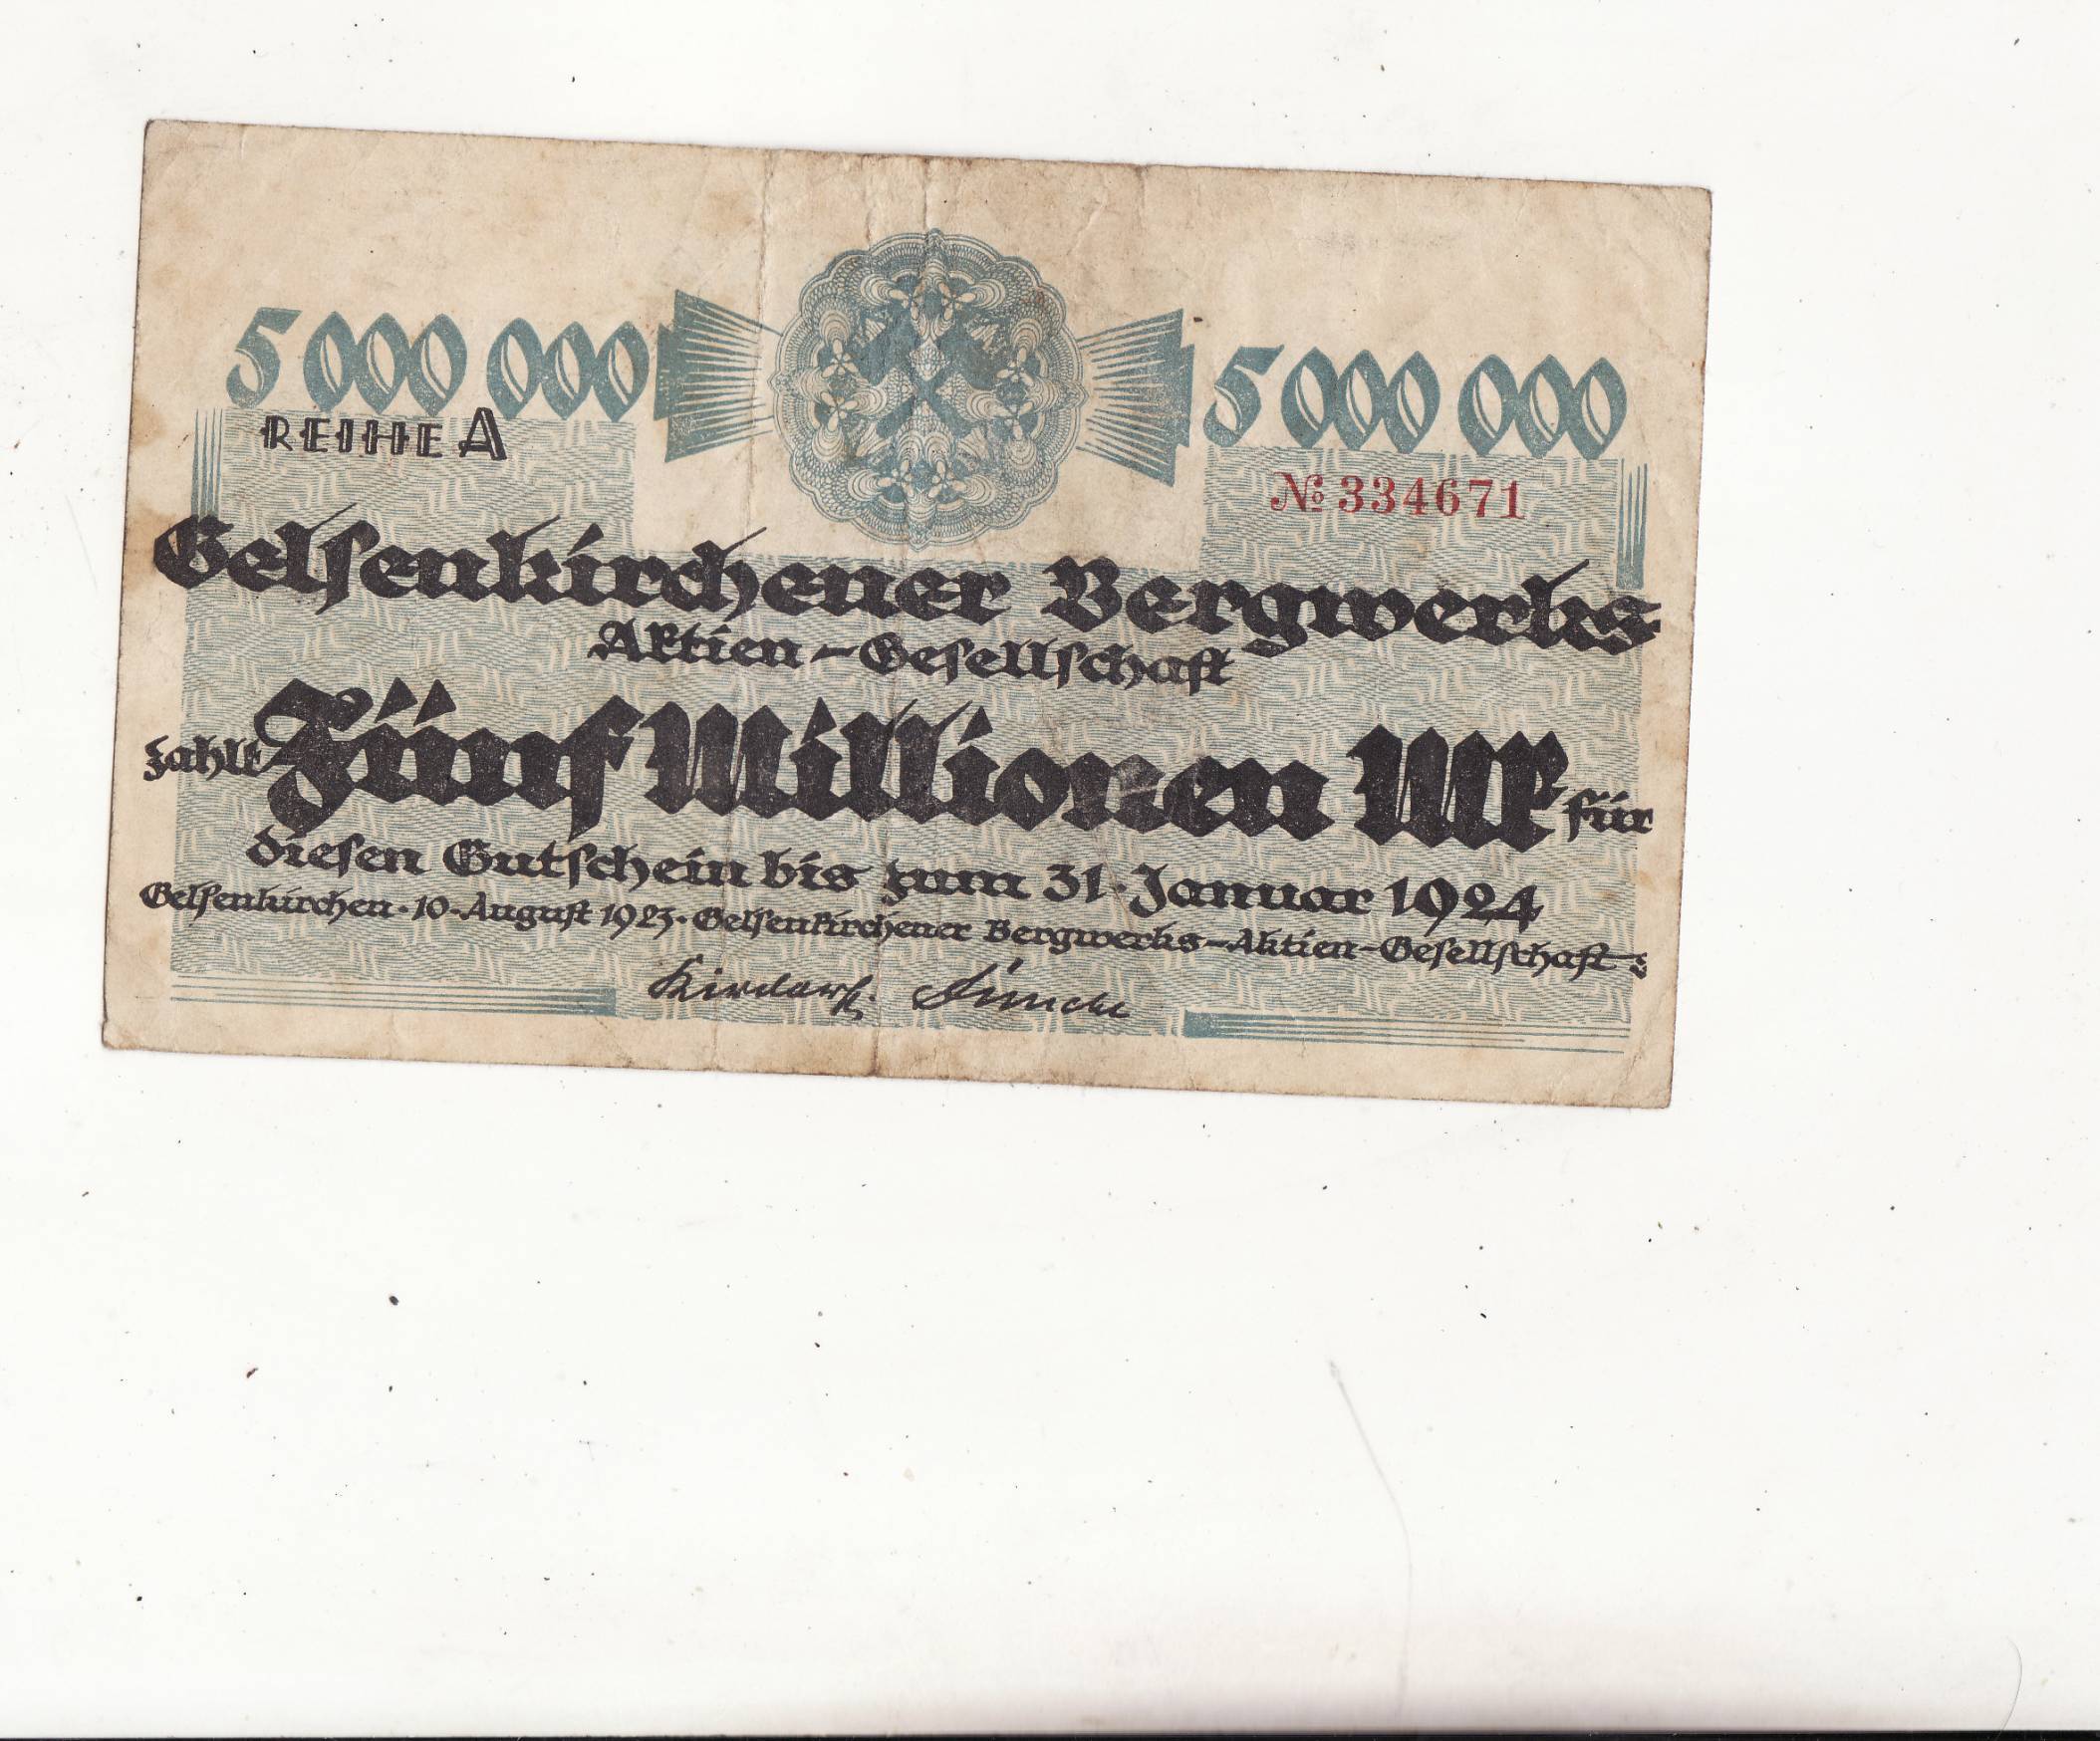 5 000 000 5 000 000
REIHE A
№ 334671
Gelsenkirchener Bergwerks
Aktien-Gesellschaft
zahlt Fünf Millionen Mk für
diesen Gutschein bis zum 31. Januar 1924
Gelsenkirchen · 10. August 1923 · Gelsenkirchener Bergwerks-Aktien-Gesellschaft :
Kirdorf.